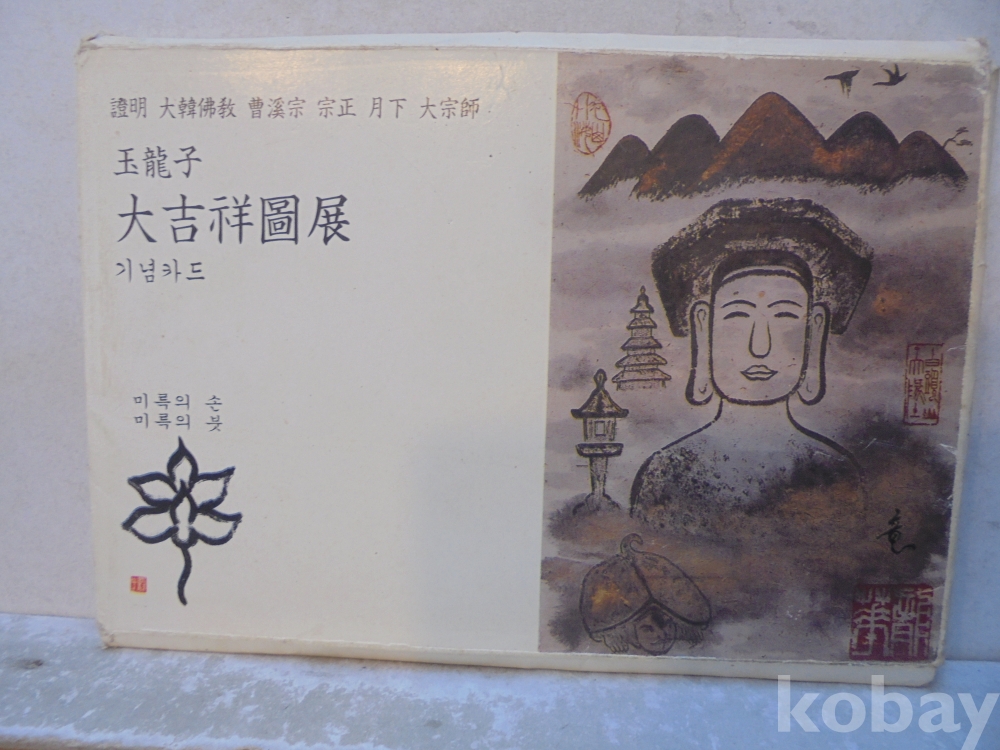 證明 大韓佛敎 曹溪宗 宗正 月下 大宗師
玉龍子
大吉祥圖展
기념카드
미륵의 손
미륵의 붓
kobay